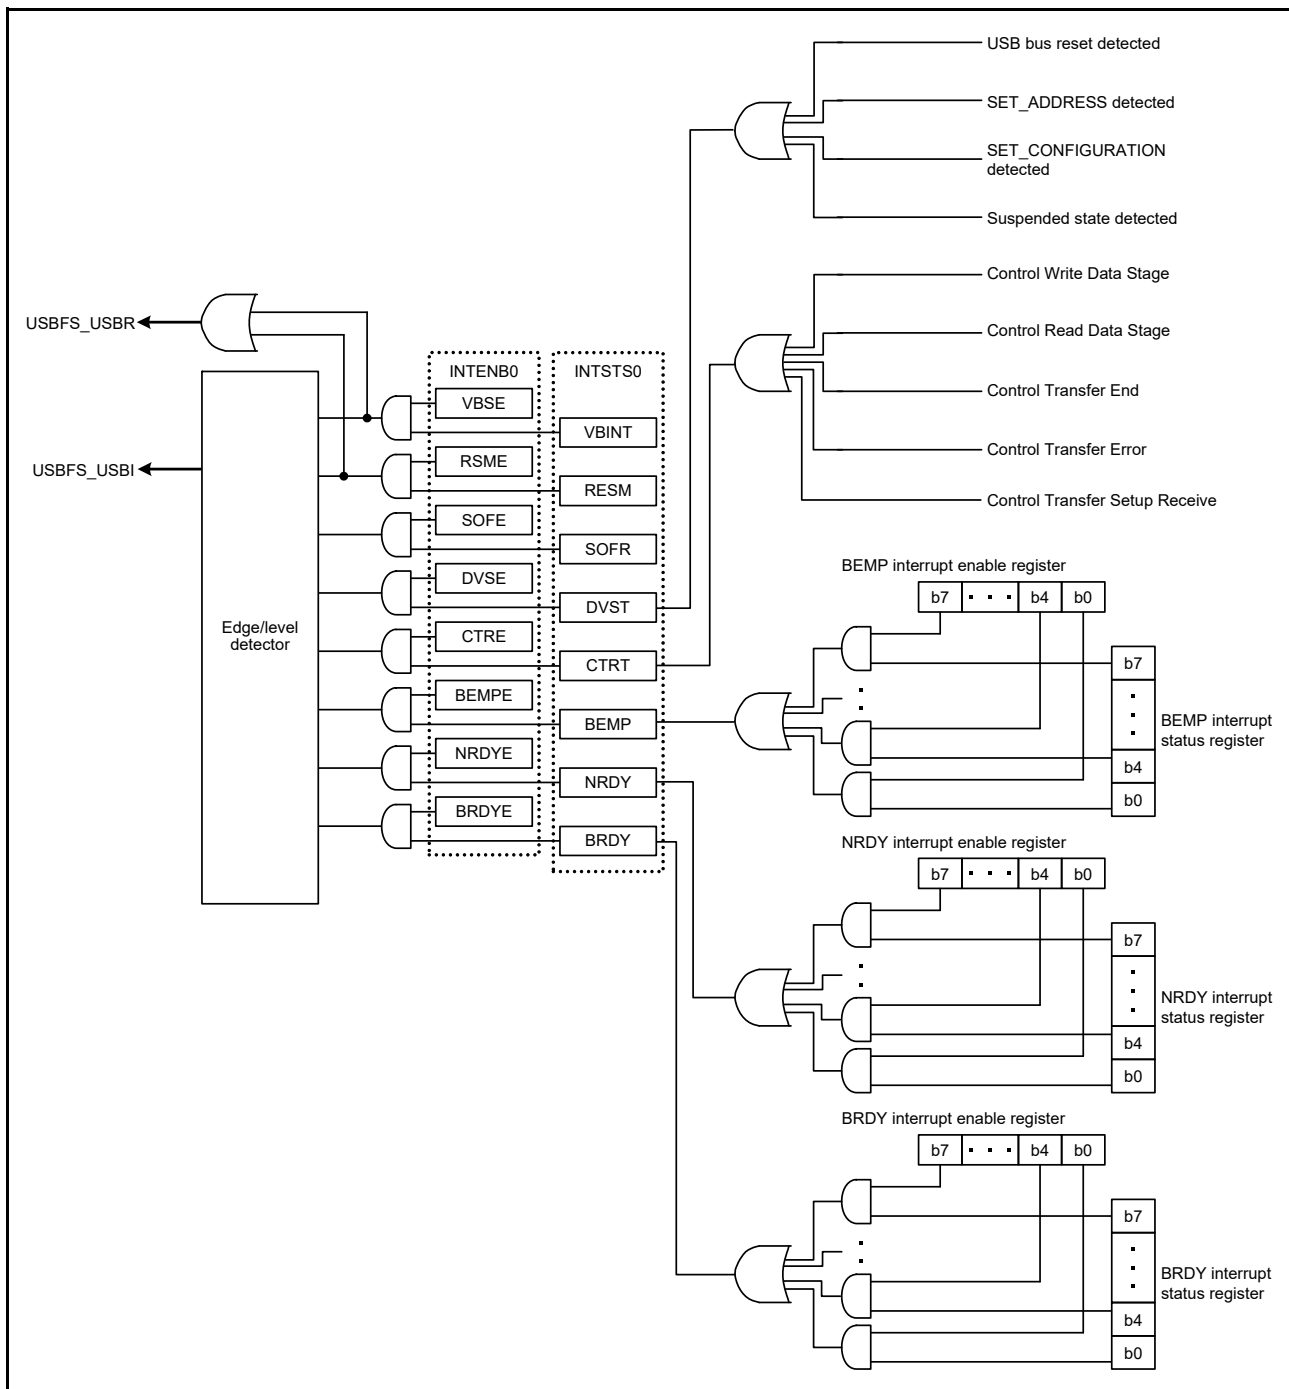 USB bus reset detected
SET_ADDRESS detected
SET_CONFIGURATION
detected
Suspended state detected
Control Write Data Stage
Control Read Data Stage
Control Transfer End
Control Transfer Error
Control Transfer Setup Receive
USBFS_USBR
USBFS_USBI
Edge/level
detector
INTENB0
VBSE
RSME
SOFE
DVSE
CTRE
BEMPE
NRDYE
BRDYE
INTSTS0
VBINT
RESM
SOFR
DVST
CTRT
BEMP
NRDY
BRDY
BEMP interrupt enable register
b7 · · · b4 b0
b7
b4
b0
BEMP interrupt
status register
NRDY interrupt enable register
b7 · · · b4 b0
b7
b4
b0
NRDY interrupt
status register
BRDY interrupt enable register
b7 · · · b4 b0
b7
b4
b0
BRDY interrupt
status register